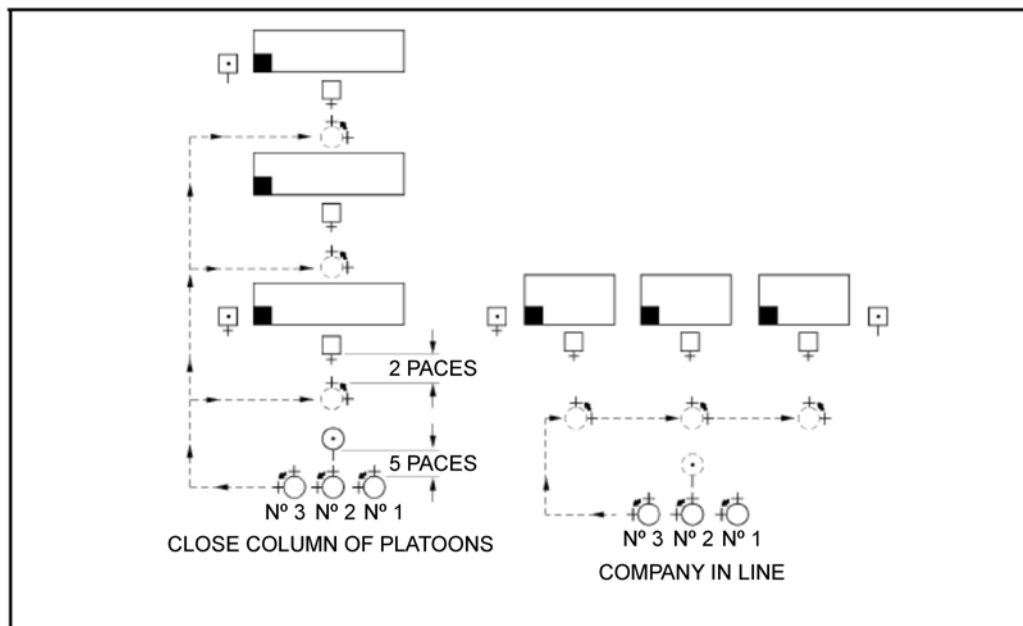 2 PACES
5 PACES
Nº 3 Nº 2 Nº 1
CLOSE COLUMN OF PLATOONS
Nº 3 Nº 2 Nº 1
COMPANY IN LINE